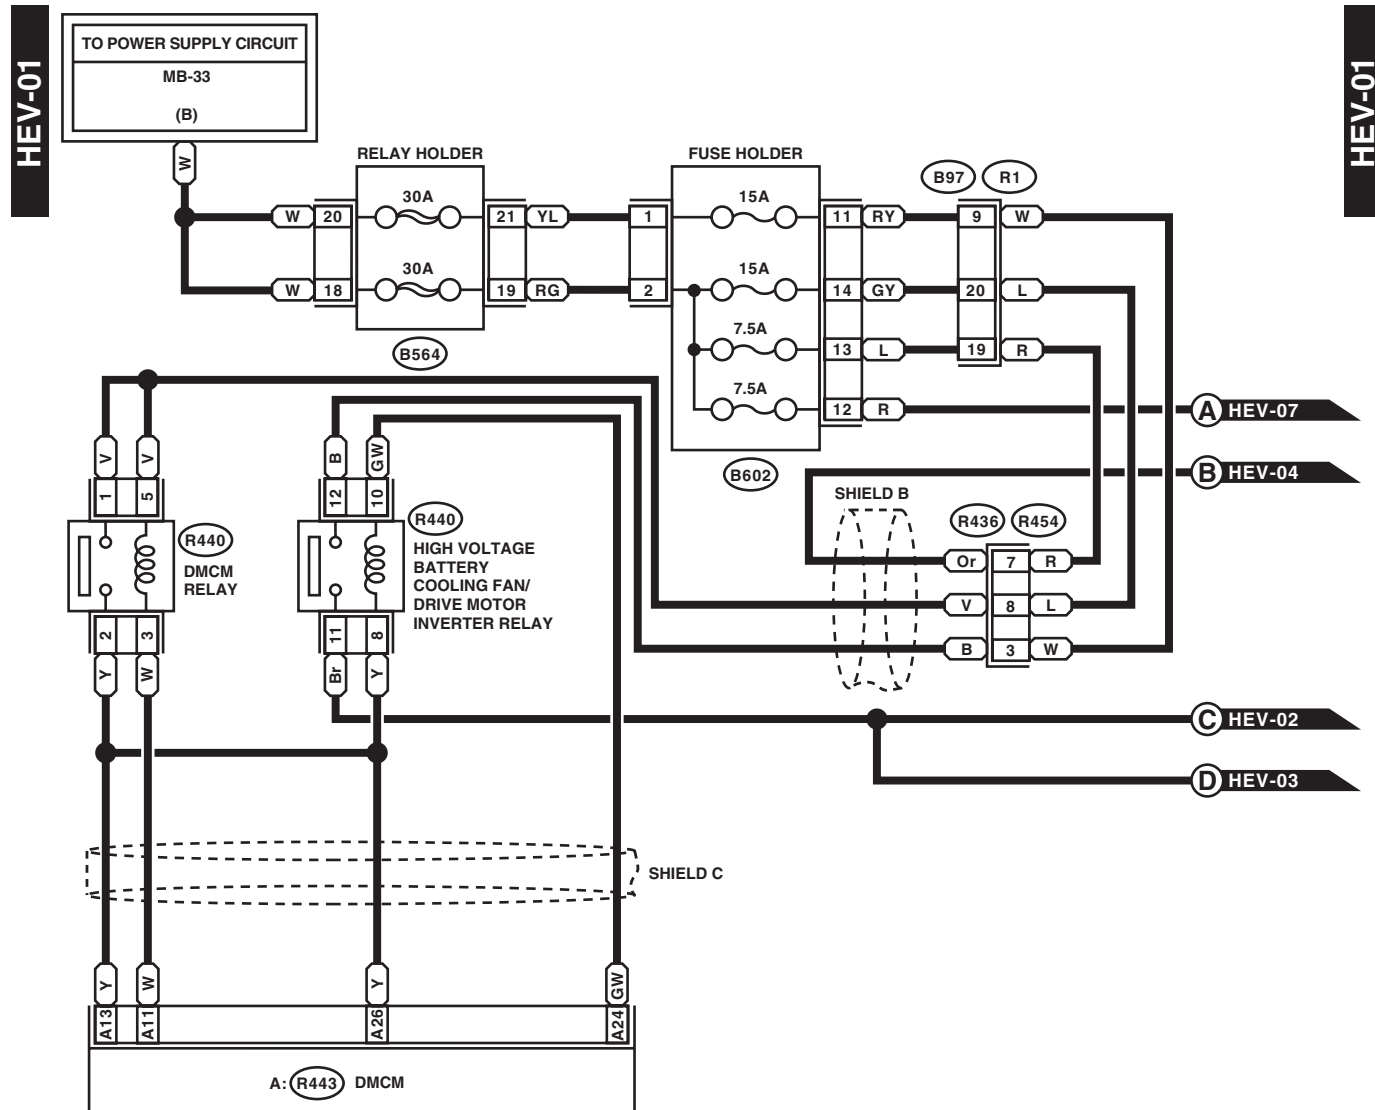 HEV-01
HEV-01
TO POWER SUPPLY CIRCUIT
MB-33
(B)
W
RELAY HOLDER
FUSE HOLDER
B97 R1
W 20 30A 21 YL 1 15A 11 RY 9 W
W 18 30A 19 RG 2 15A 14 GY 20 L
7.5A 13 L 19 R
B564
7.5A 12 R
A HEV-07
B602
B HEV-04
V V
B GW
1 5
12 10
SHIELD B
R436 R454
R440
DMCM
RELAY
R440
HIGH VOLTAGE
BATTERY
COOLING FAN/
DRIVE MOTOR
INVERTER RELAY
Or 7 R
V 8 L
B 3 W
2 3
11 8
Y W
Br Y
C HEV-02
D HEV-03
SHIELD C
Y W Y GW
A13 A11 A26 A24
A: R443 DMCM